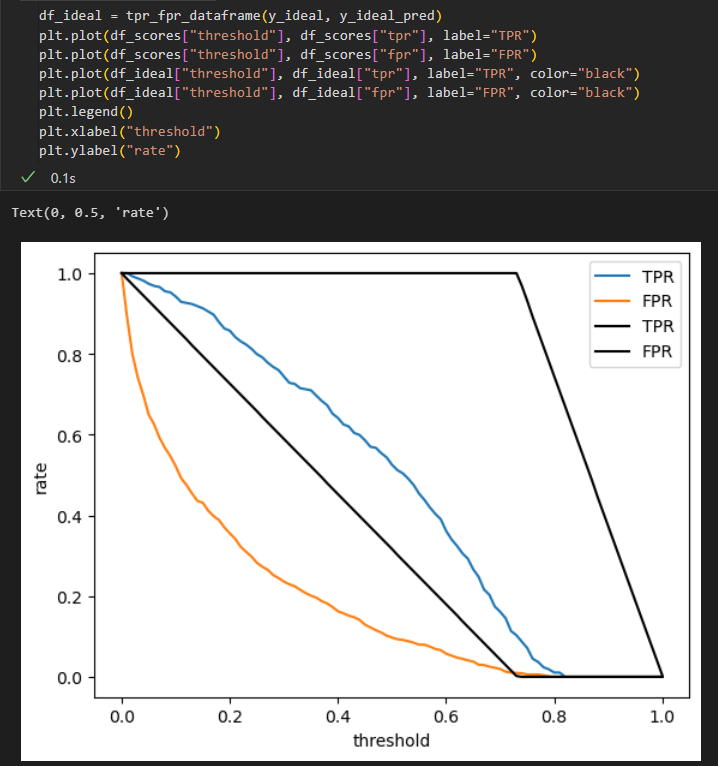 df_ideal = tpr_fpr_dataframe(y_ideal, y_ideal_pred)
plt.plot(df_scores["threshold"], df_scores["tpr"], label="TPR")
plt.plot(df_scores["threshold"], df_scores["fpr"], label="FPR")
plt.plot(df_ideal["threshold"], df_ideal["tpr"], label="TPR", color="black")
plt.plot(df_ideal["threshold"], df_ideal["fpr"], label="FPR", color="black")
plt.legend()
plt.xlabel("threshold")
plt.ylabel("rate")
0.1s
Text(0, 0.5, 'rate')
TPR
FPR
TPR
FPR
1.0
0.8
0.6
0.4
0.2
0.0
rate
0.0 0.2 0.4 0.6 0.8 1.0
threshold